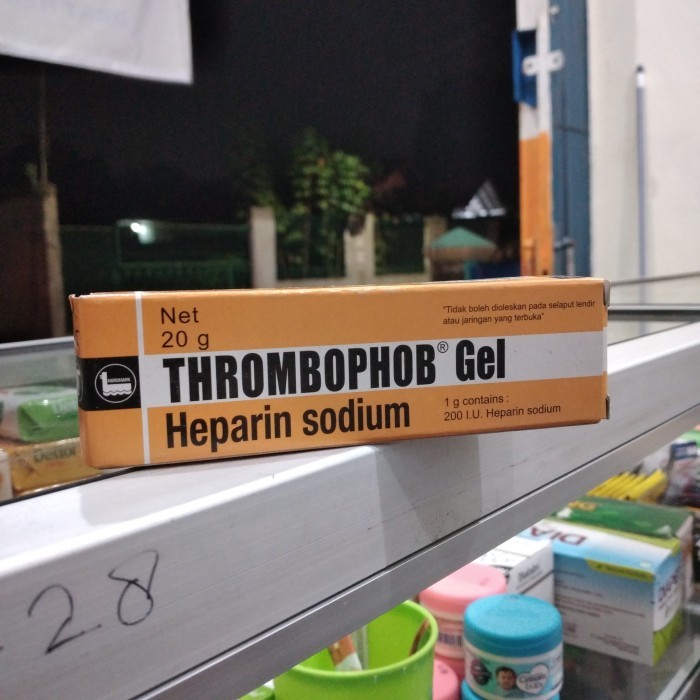 Net
20 g
"Tidak boleh dioleskan pada selaput lendir
atau jaringan yang terbuka"
THROMBOPHOB® Gel
Heparin sodium
1 g contains :
200 I.U. Heparin sodium
28
Dettol